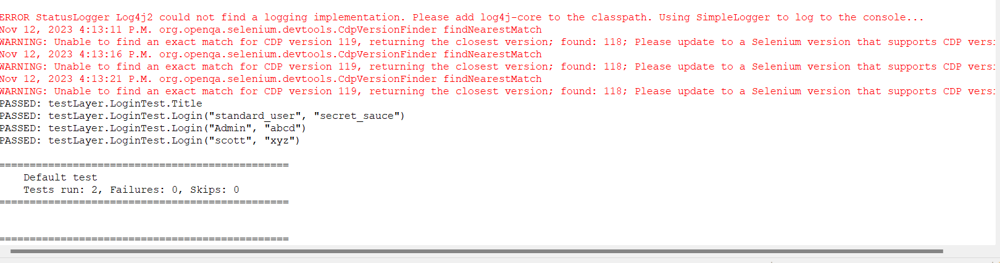 ERROR StatusLogger Log4j2 could not find a logging implementation. Please add log4j-core to the classpath. Using SimpleLogger to log to the console...
Nov 12, 2023 4:13:11 P.M. org.openqa.selenium.devtools.CdpVersionFinder findNearestMatch
WARNING: Unable to find an exact match for CDP version 119, returning the closest version; found: 118; Please update to a Selenium version that supports CDP versi
Nov 12, 2023 4:13:16 P.M. org.openqa.selenium.devtools.CdpVersionFinder findNearestMatch
WARNING: Unable to find an exact match for CDP version 119, returning the closest version; found: 118; Please update to a Selenium version that supports CDP versi
Nov 12, 2023 4:13:21 P.M. org.openqa.selenium.devtools.CdpVersionFinder findNearestMatch
WARNING: Unable to find an exact match for CDP version 119, returning the closest version; found: 118; Please update to a Selenium version that supports CDP versi
PASSED: testLayer.LoginTest.Title
PASSED: testLayer.LoginTest.Login("standard_user", "secret_sauce")
PASSED: testLayer.LoginTest.Login("Admin", "abcd")
PASSED: testLayer.LoginTest.Login("scott", "xyz")
===============================================
Default test
Tests run: 2, Failures: 0, Skips: 0
===============================================
===============================================